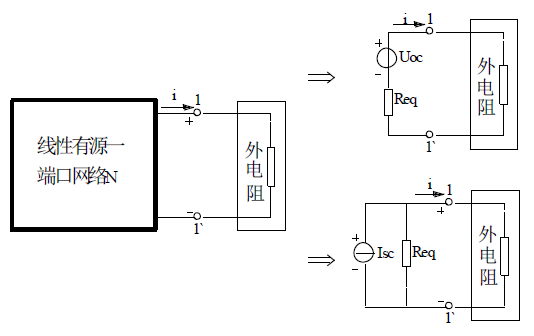 线性有源一
端口网络N
i
1
+
外
电
阻
-
1`
⇒
i
1
+
Uoc
-
Req
外
电
阻
1`
⇒
i
1
+
+
Isc
-
Req
外
电
阻
-
1`